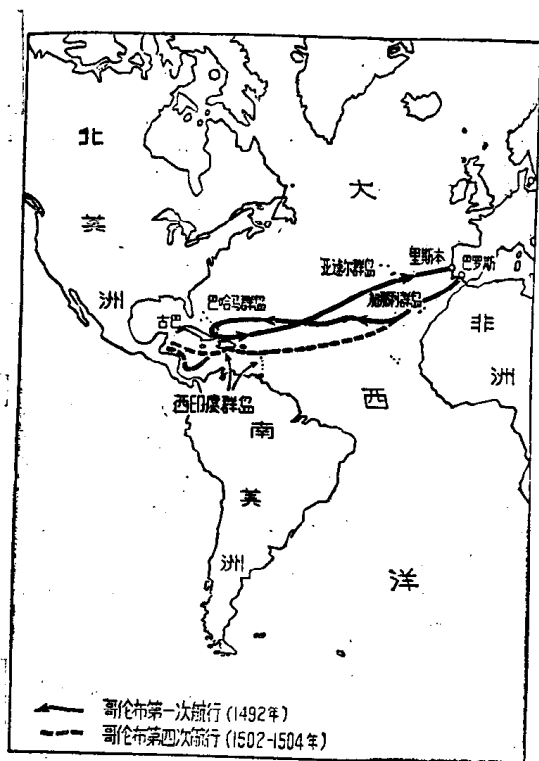 北
美
洲
大
西
洋
亚速尔群岛
里斯本
巴罗斯
巴哈马群岛
加那利群岛
古巴
非
洲
西印度群岛
南
美
洲
哥伦布第一次航行(1492年)
哥伦布第四次航行(1502-1504年)